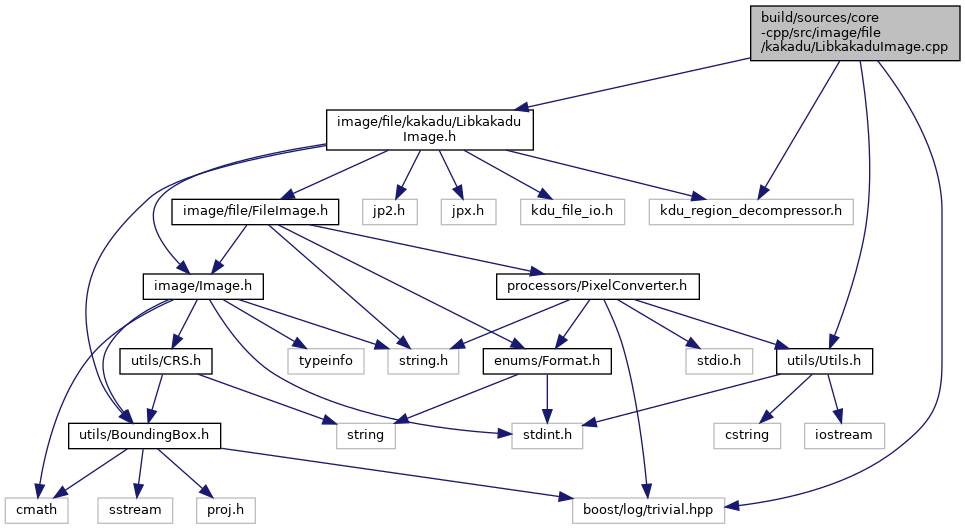 build/sources/core
-cpp/src/image/file
/kakadu/LibkakaduImage.cpp
image/file/kakadu/Libkakadu
Image.h
image/file/FileImage.h
jp2.h
jpx.h
kdu_file_io.h
kdu_region_decompressor.h
image/Image.h
processors/PixelConverter.h
utils/CRS.h
typeinfo
string.h
enums/Format.h
stdio.h
utils/Utils.h
utils/BoundingBox.h
string
stdint.h
cstring
iostream
cmath
sstream
proj.h
boost/log/trivial.hpp